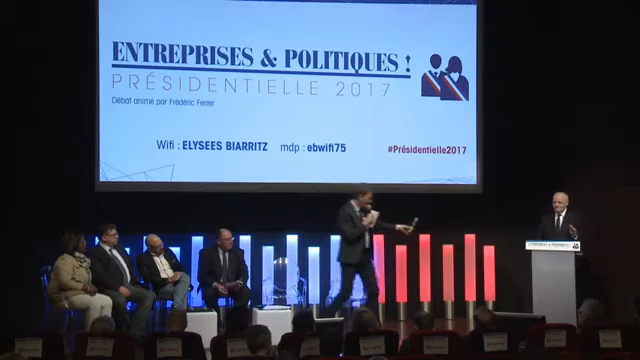 ENTREPRISES & POLITIQUES !
PRÉSIDENTIELLE 2017
Débat animé par Frédéric Ferrer
Wifi : ELYSEES BIARRITZ mdp : ebwifi75 #Présidentielle2017